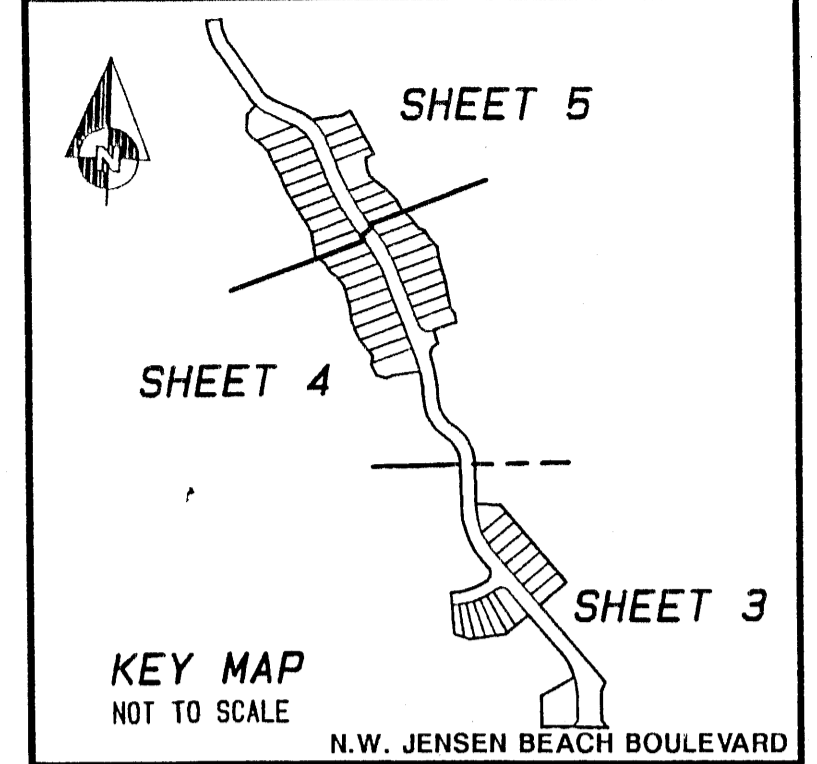 SHEET 5
N
SHEET 4
SHEET 3
KEY MAP
NOT TO SCALE
N.W. JENSEN BEACH BOULEVARD